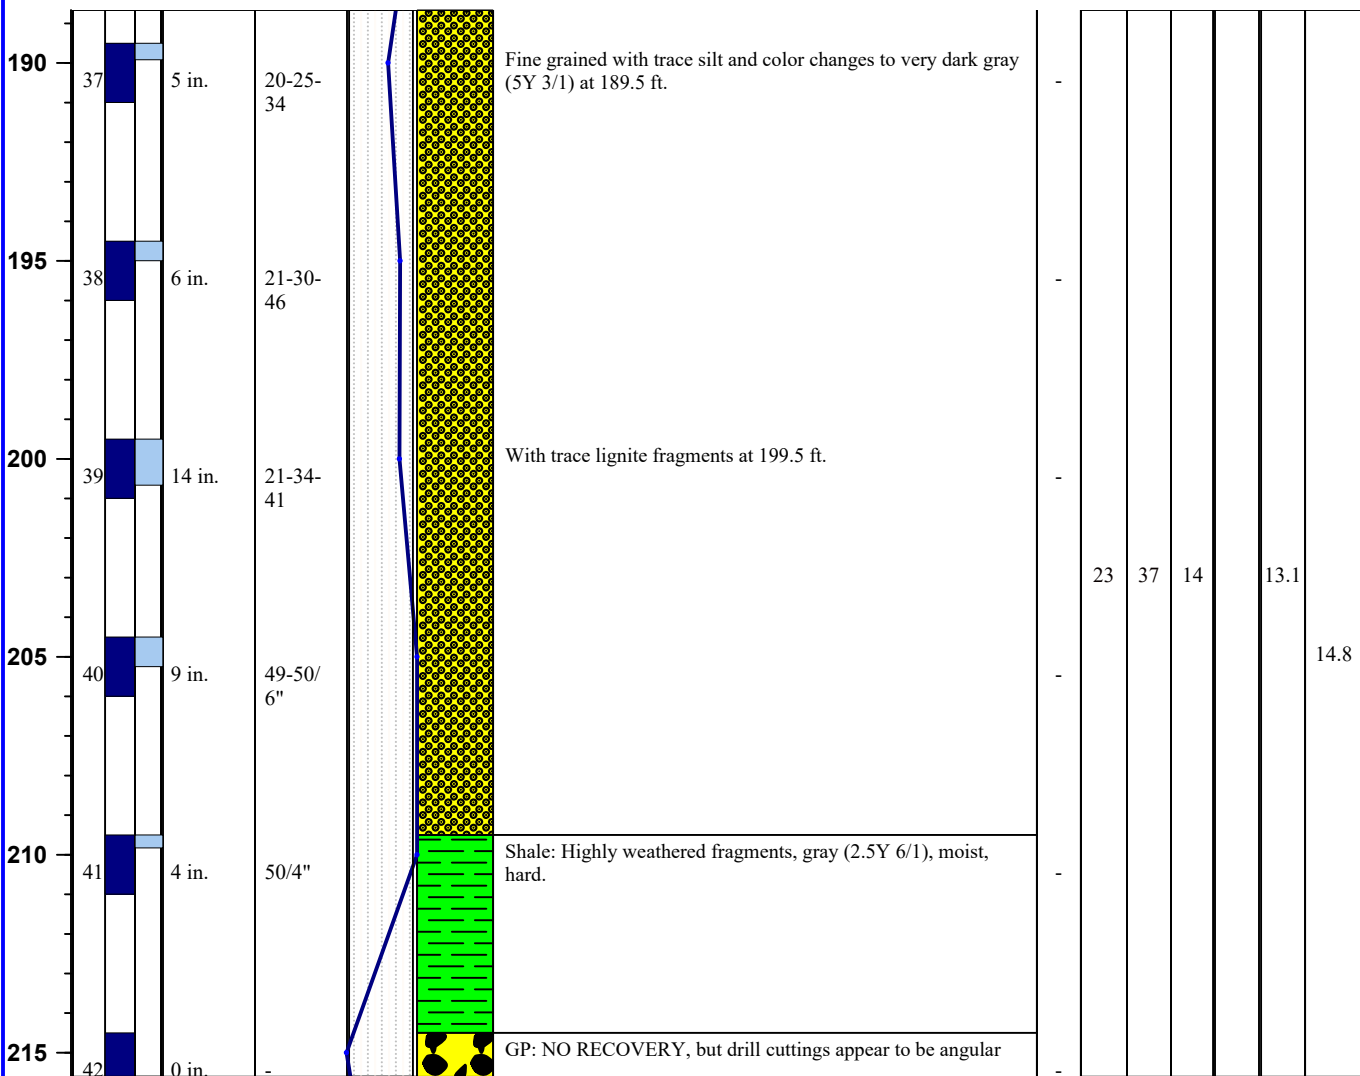 Fine grained with trace silt and color changes to very dark gray
190
37 5 in. 20-25- -
(5Y 3/1) at 189.5 ft.
34
195
38 6 in. 21-30- -
46
200 With trace lignite fragments at 199.5 ft.
39 14 in. 21-34- -
41
23 37 14 13.1
205 14.8
40 9 in. 49-50/ -
6"
210 Shale: Highly weathered fragments, gray (2.5Y 6/1), moist,
41 4 in. 50/4" hard. -
215 GP: NO RECOVERY, but drill cuttings appear to be angular
42 0 in. - -